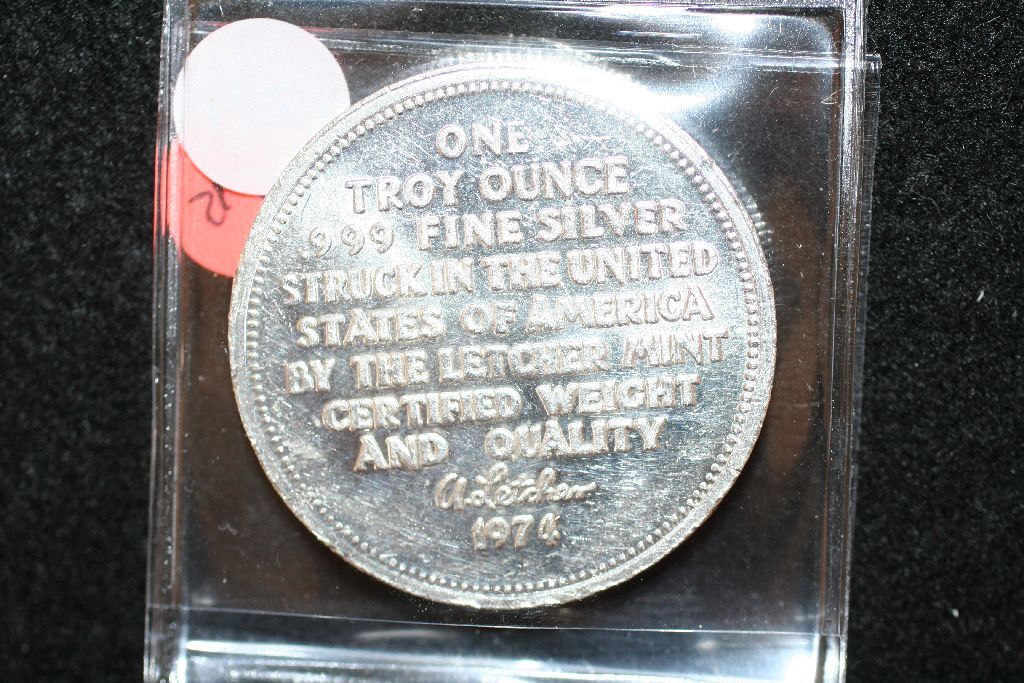 ONE
TROY OUNCE
.999 FINE SILVER
STRUCK IN THE UNITED
STATES OF AMERICA
BY THE LETCHER MINT
CERTIFIED WEIGHT
AND QUALITY
A. Letcher
1974